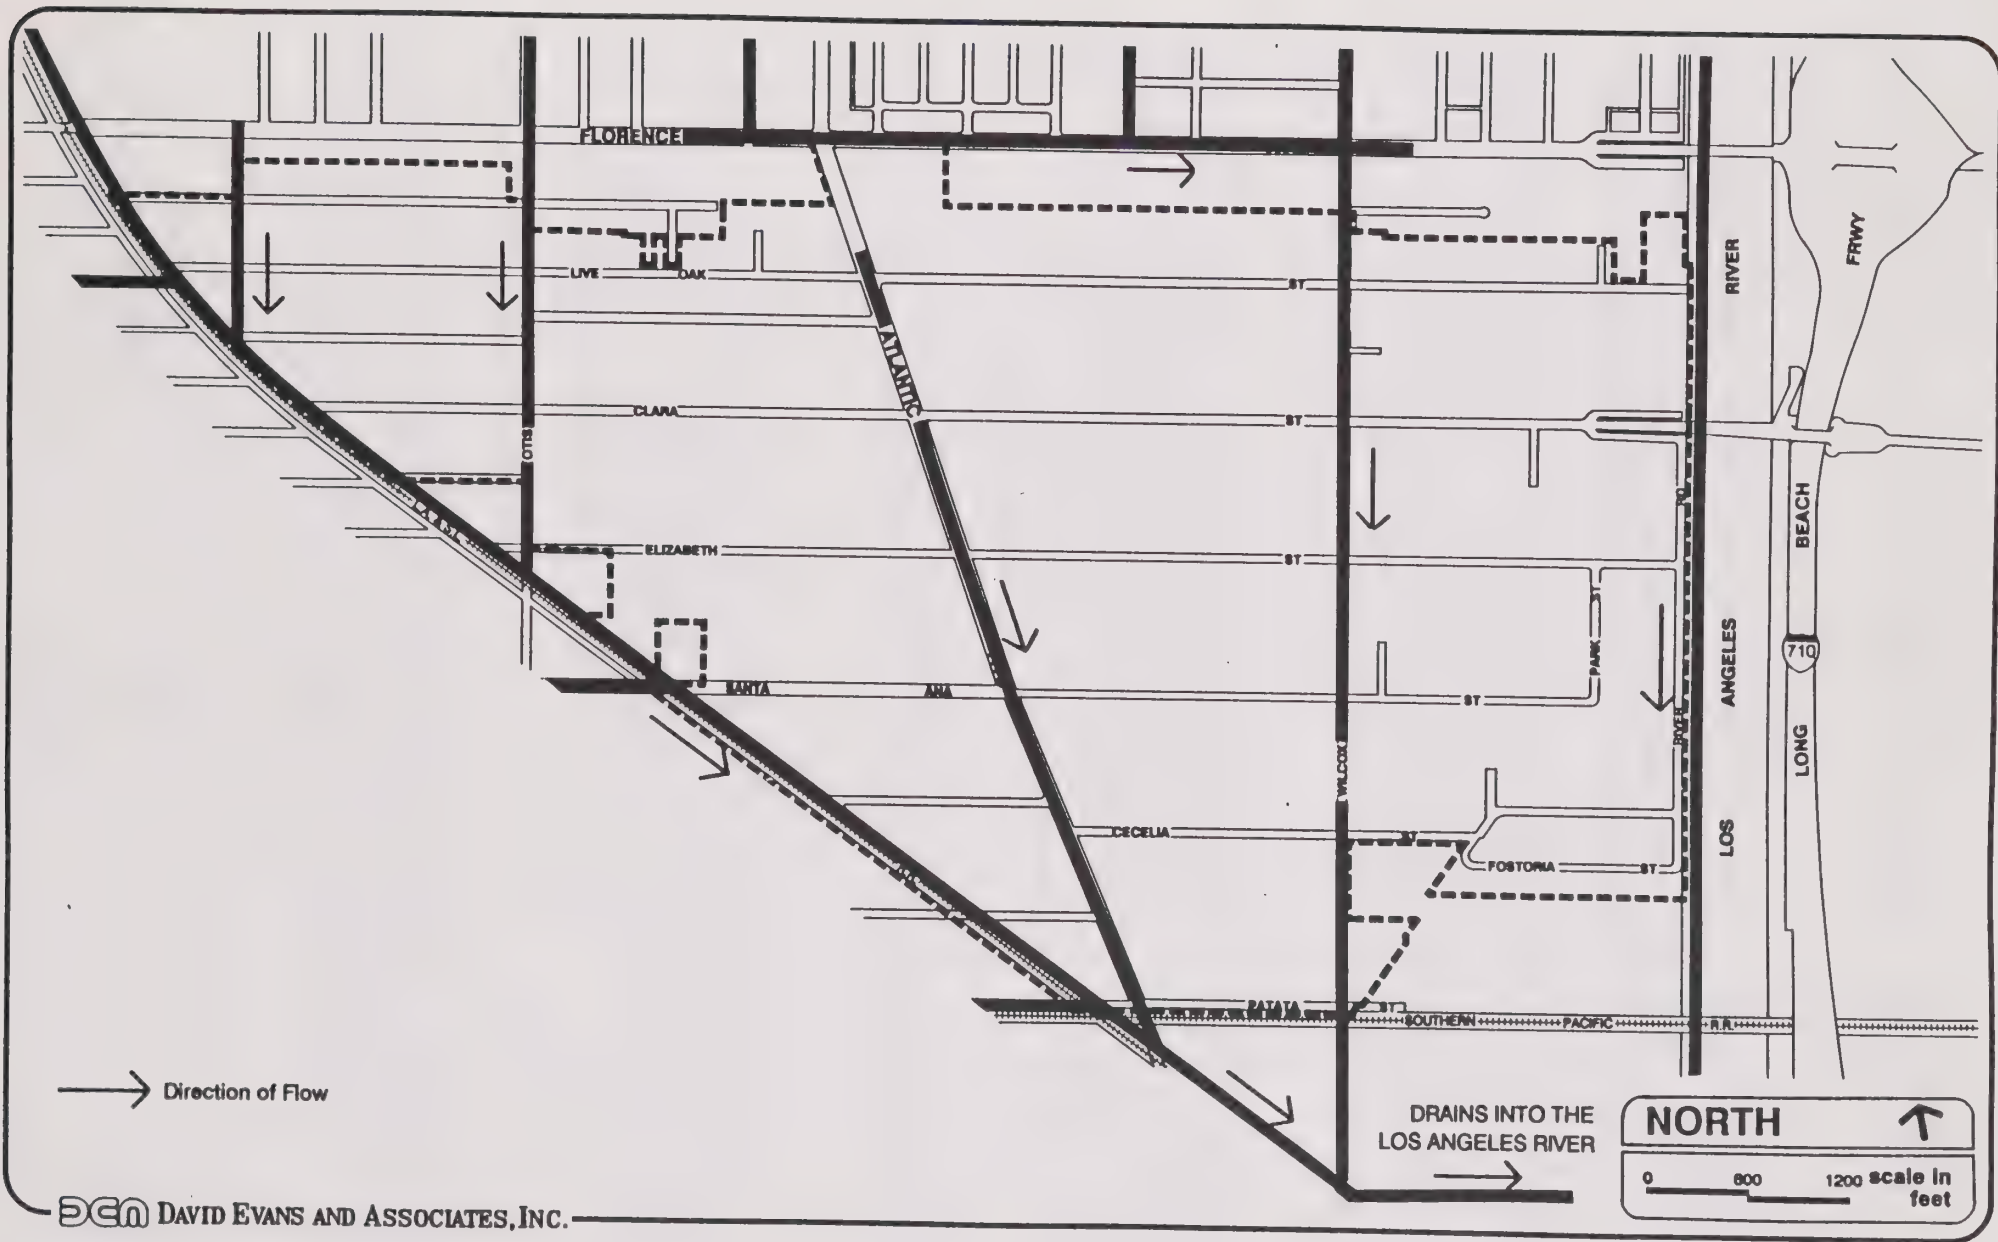 FLORENCE
LIVE OAK ST
RIVER
FRWY
ATLANTIC
CLARA ST
OTIS
RD
BEACH
ELIZABETH ST
ST
PARK
ANGELES
710
SANTA ANA ST
RIVER
LONG
WILCOX
CECELIA ST
LOS
FOSTORIA ST
PATATA ST
SOUTHERN PACIFIC R.R.
Direction of Flow
DRAINS INTO THE
LOS ANGELES RIVER
NORTH
0 600 1200 scale in
feet
DEA DAVID EVANS AND ASSOCIATES, INC.